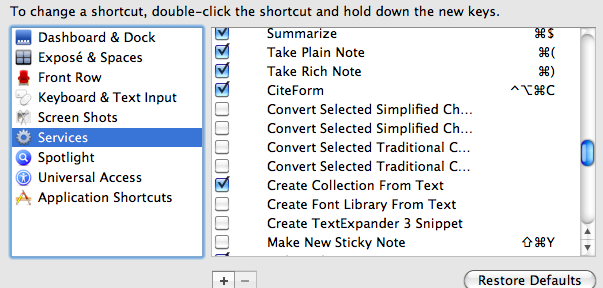 To change a shortcut, double-click the shortcut and hold down the new keys.
Dashboard & Dock
Exposé & Spaces
Front Row
Keyboard & Text Input
Screen Shots
Services
Spotlight
Universal Access
Application Shortcuts
Summarize ⌘$
Take Plain Note ⌘(
Take Rich Note ⌘)
CiteForm ^⌥⌘C
Convert Selected Simplified Ch...
Convert Selected Simplified Ch...
Convert Selected Traditional C...
Convert Selected Traditional C...
Create Collection From Text
Create Font Library From Text
Create TextExpander 3 Snippet
Make New Sticky Note ⇧⌘Y
+ −
Restore Defaults